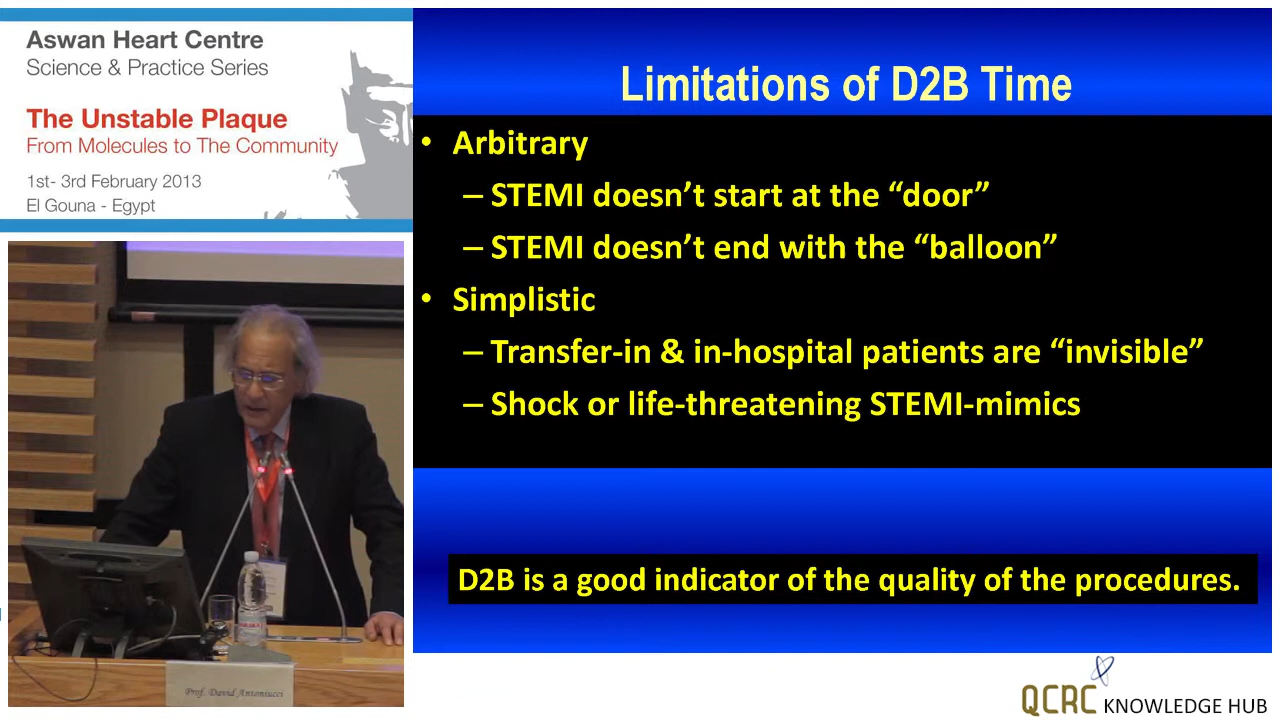 Aswan Heart Centre
Science & Practice Series
The Unstable Plaque
From Molecules to The Community
1st- 3rd February 2013
El Gouna - Egypt
Limitations of D2B Time
• Arbitrary
– STEMI doesn’t start at the “door”
– STEMI doesn’t end with the “balloon”
• Simplistic
– Transfer-in & in-hospital patients are “invisible”
– Shock or life-threatening STEMI-mimics
D2B is a good indicator of the quality of the procedures.
Prof. David Antoniucci
QCRC KNOWLEDGE HUB